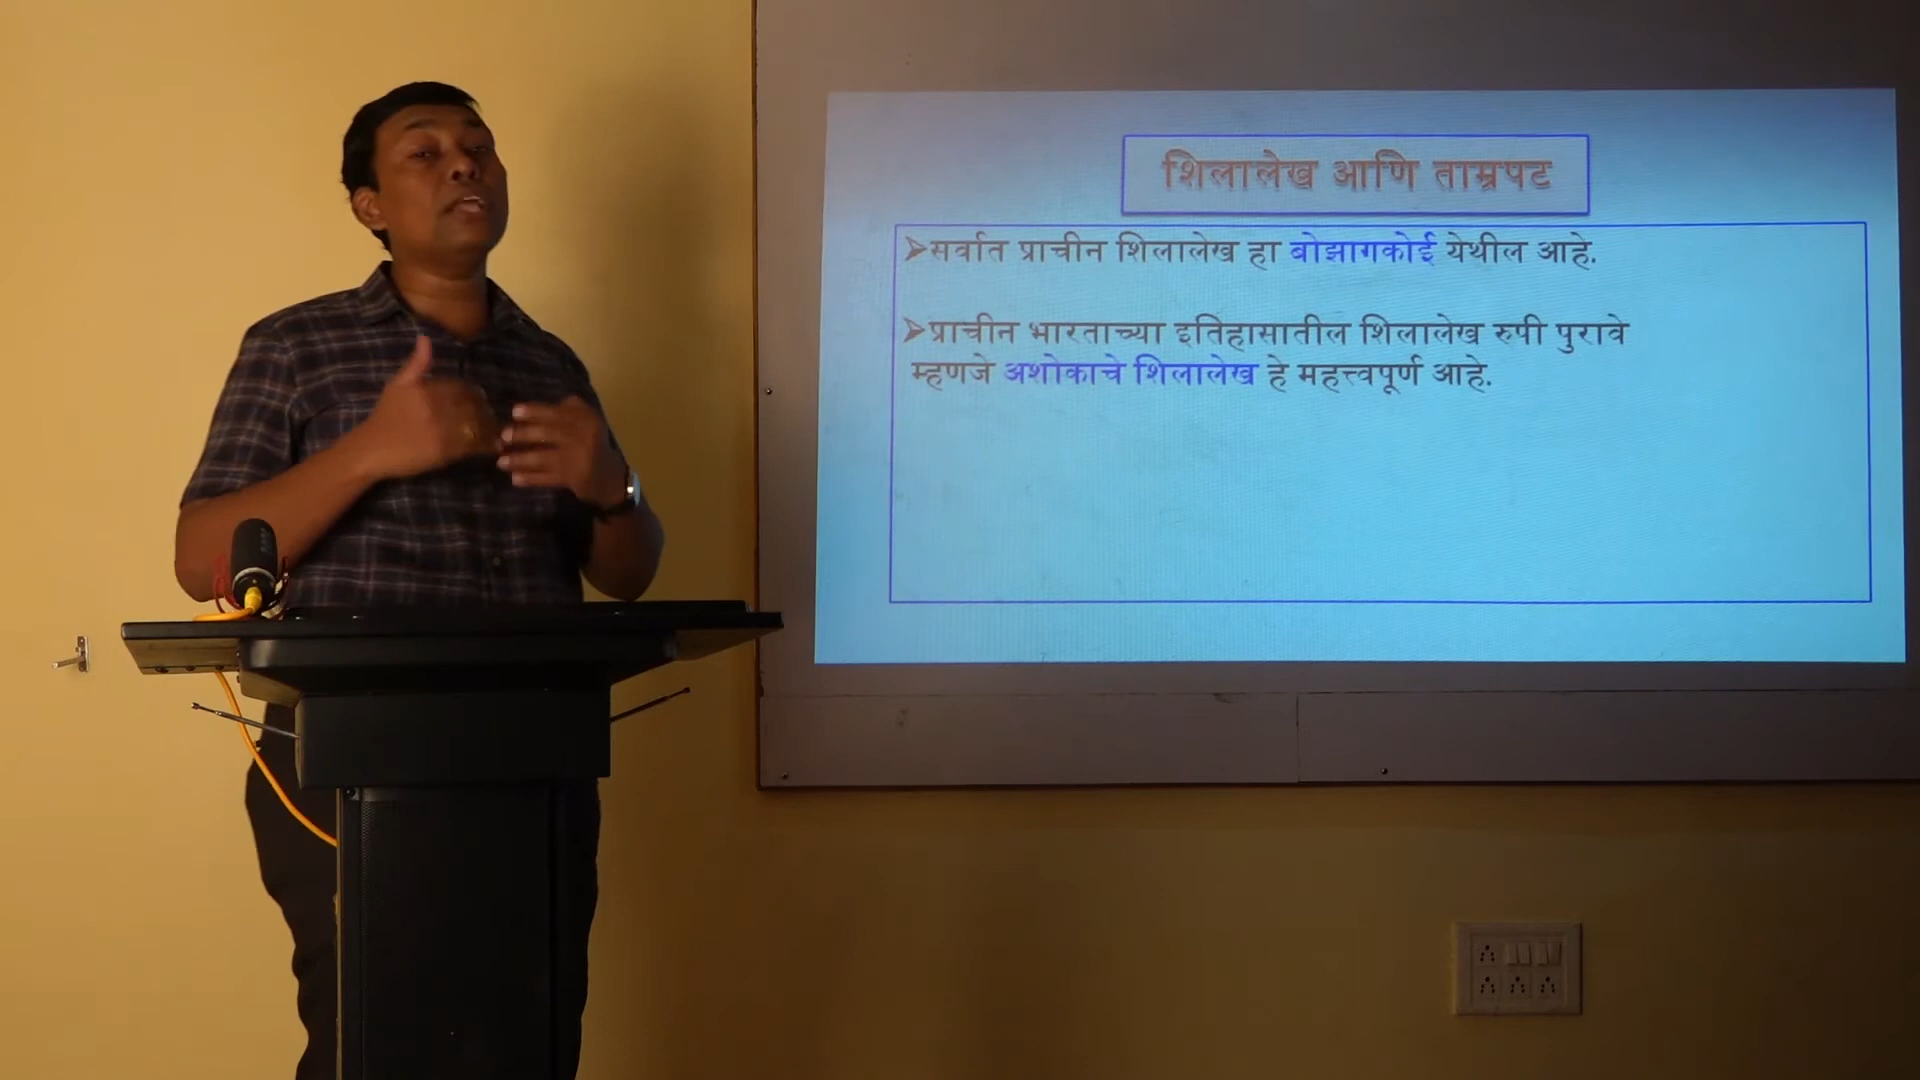 शिलालेख आणि ताम्रपट
➤सर्वात प्राचीन शिलालेख हा बोझागकोई येथील आहे.
➤प्राचीन भारताच्या इतिहासातील शिलालेख रुपी पुरावे
म्हणजे अशोकाचे शिलालेख हे महत्त्वपूर्ण आहे.